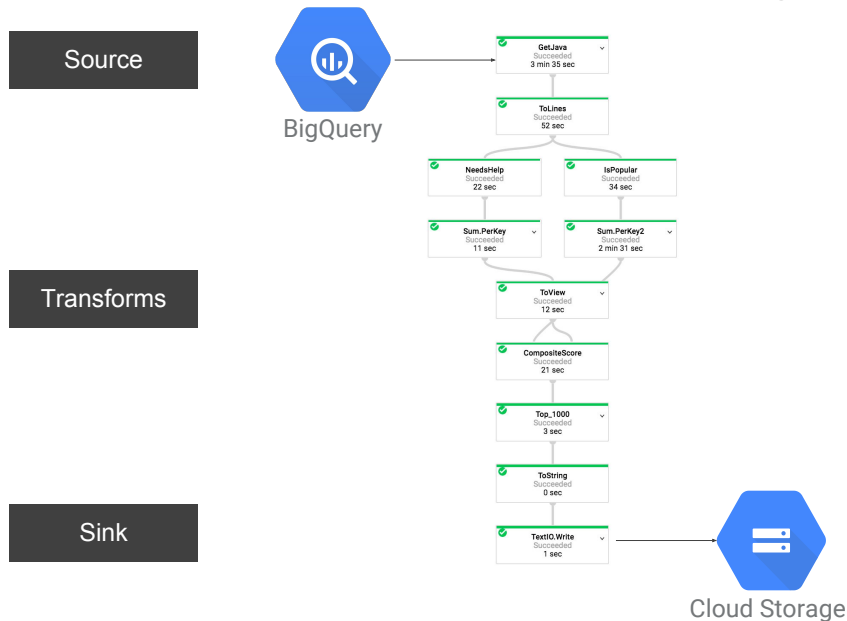 Source
BigQuery
GetJava
Succeeded
3 min 35 sec
ToLines
Succeeded
52 sec
NeedsHelp
Succeeded
22 sec
IsPopular
Succeeded
34 sec
Sum.PerKey
Succeeded
11 sec
Sum.PerKey2
Succeeded
2 min 31 sec
Transforms
ToView
Succeeded
12 sec
CompositeScore
Succeeded
21 sec
Top_1000
Succeeded
3 sec
ToString
Succeeded
0 sec
Sink
TextIO.Write
Succeeded
1 sec
Cloud Storage